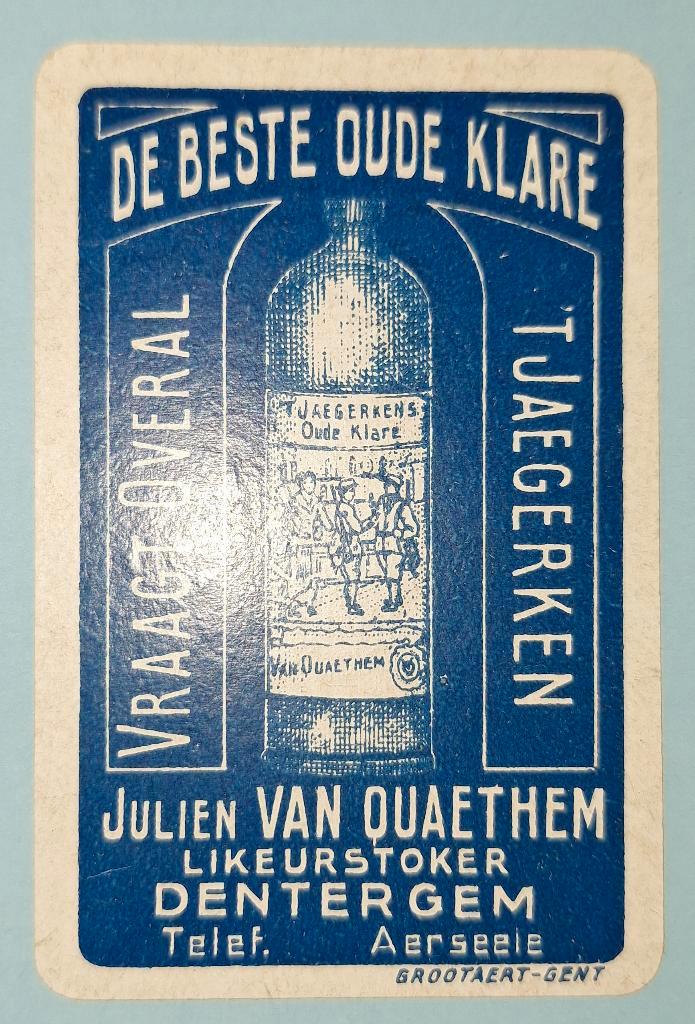 DE BESTE OUDE KLARE
VRAAGT OVERAL
'T JAEGERKEN
'T JAEGERKENS
Oude Klare
VAN QUAETHEM
JULIEN VAN QUAETHEM
LIKEURSTOKER
DENTERGEM
Telef. Aerseele
GROOTAERT-GENT